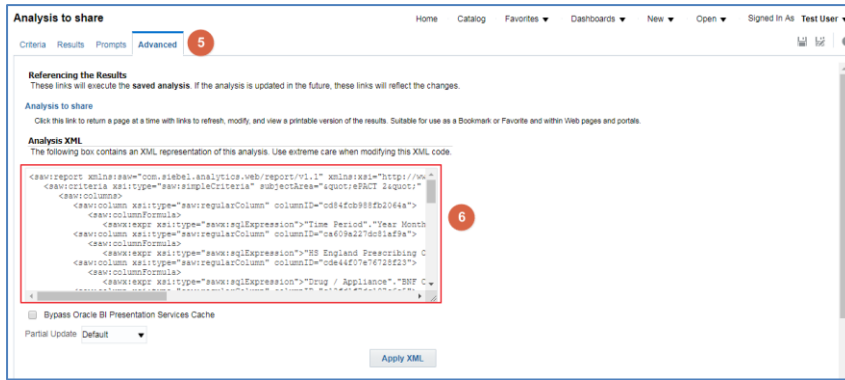 Analysis to share
Home Catalog Favorites Dashboards New Open Signed In As Test User
Criteria Results Prompts Advanced 5
Referencing the Results
These links will execute the saved analysis. If the analysis is updated in the future, these links will reflect the changes.
Analysis to share
Click this link to return a page at a time with links to refresh, modify, and view a printable version of the results. Suitable for use as a Bookmark or Favorite and within Web pages and portals.
Analysis XML
The following box contains an XML representation of this analysis. Use extreme care when modifying this XML code.
<saw:report xmlns:saw="com.siebel.analytics.web/report/v1.1" xmlns:xsi="http://ww
<saw:criteria xsi:type="saw:simpleCriteria" subjectArea="&quot;ePACT 2&quot;"
<saw:columns>
<saw:column xsi:type="saw:regularColumn" columnID="cd84fcb988fb2064a">
<saw:columnFormula>
<sawx:expr xsi:type="sawx:sqlExpression">"Time Period"."Year Month
<saw:column xsi:type="saw:regularColumn" columnID="ca609a227dc81af9a">
<saw:columnFormula>
<sawx:expr xsi:type="sawx:sqlExpression">"HS England Prescribing C
<saw:column xsi:type="saw:regularColumn" columnID="cde44f07e76728f23">
<saw:columnFormula>
<sawx:expr xsi:type="sawx:sqlExpression">"Drug / Appliance"."BNF C
6
Bypass Oracle BI Presentation Services Cache
Partial Update Default
Apply XML